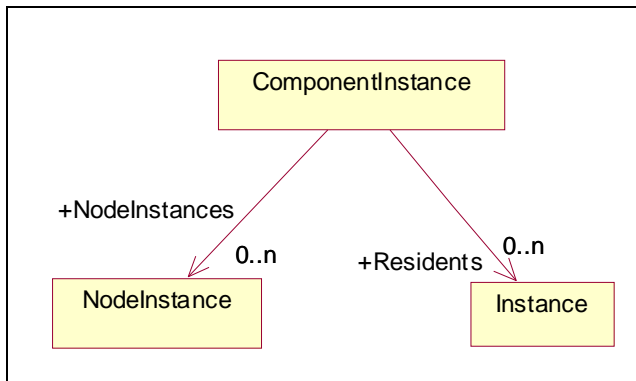 ComponentInstance
+NodeInstances
0..n
+Residents
0..n
NodeInstance
Instance